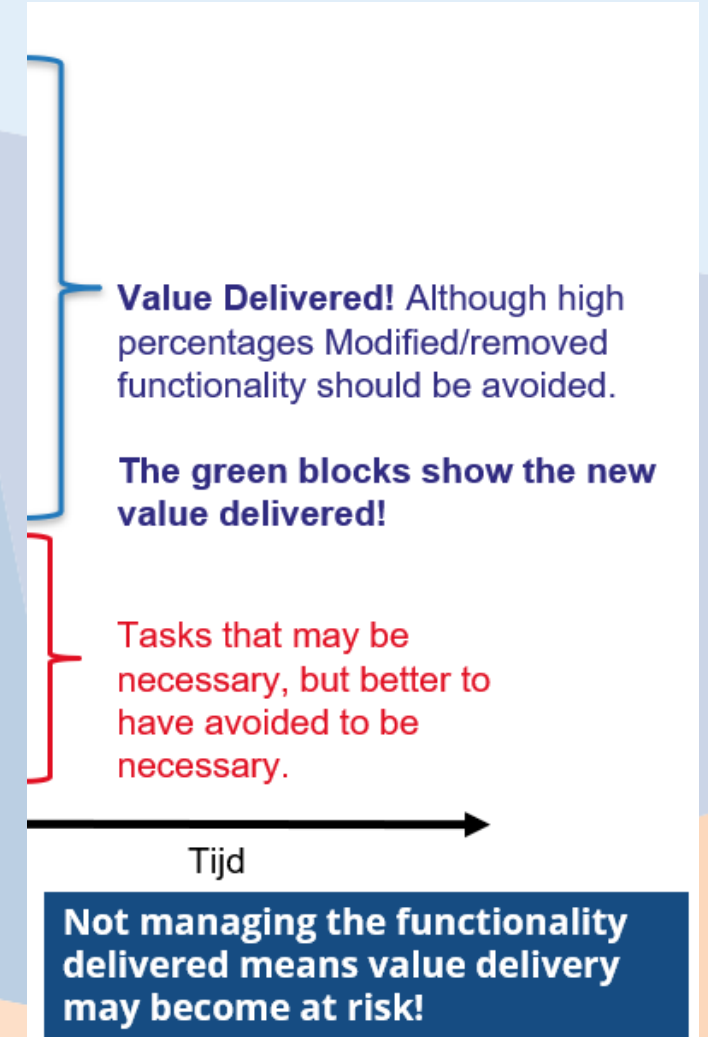 Value Delivered! Although high
percentages Modified/removed
functionality should be avoided.
The green blocks show the new
value delivered!
Tasks that may be
necessary, but better to
have avoided to be
necessary.
Tijd
Not managing the functionality
delivered means value delivery
may become at risk!